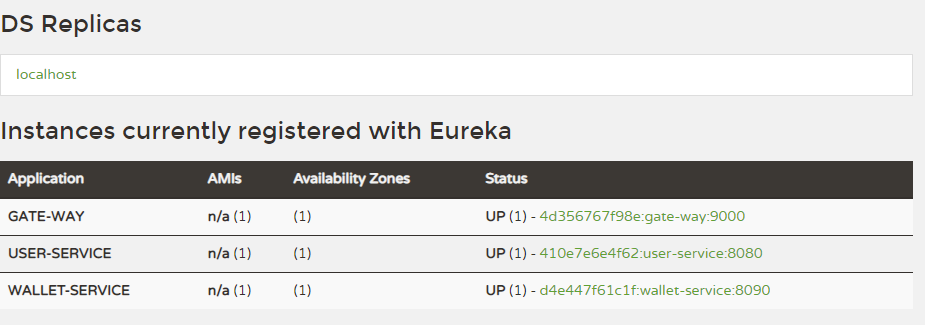 DS Replicas
localhost
Instances currently registered with Eureka
Application AMIs Availability Zones Status
GATE-WAY n/a (1) (1) UP (1) - 4d356767f98e:gate-way:9000
USER-SERVICE n/a (1) (1) UP (1) - 410e7e6e4f62:user-service:8080
WALLET-SERVICE n/a (1) (1) UP (1) - d4e447f61c1f:wallet-service:8090